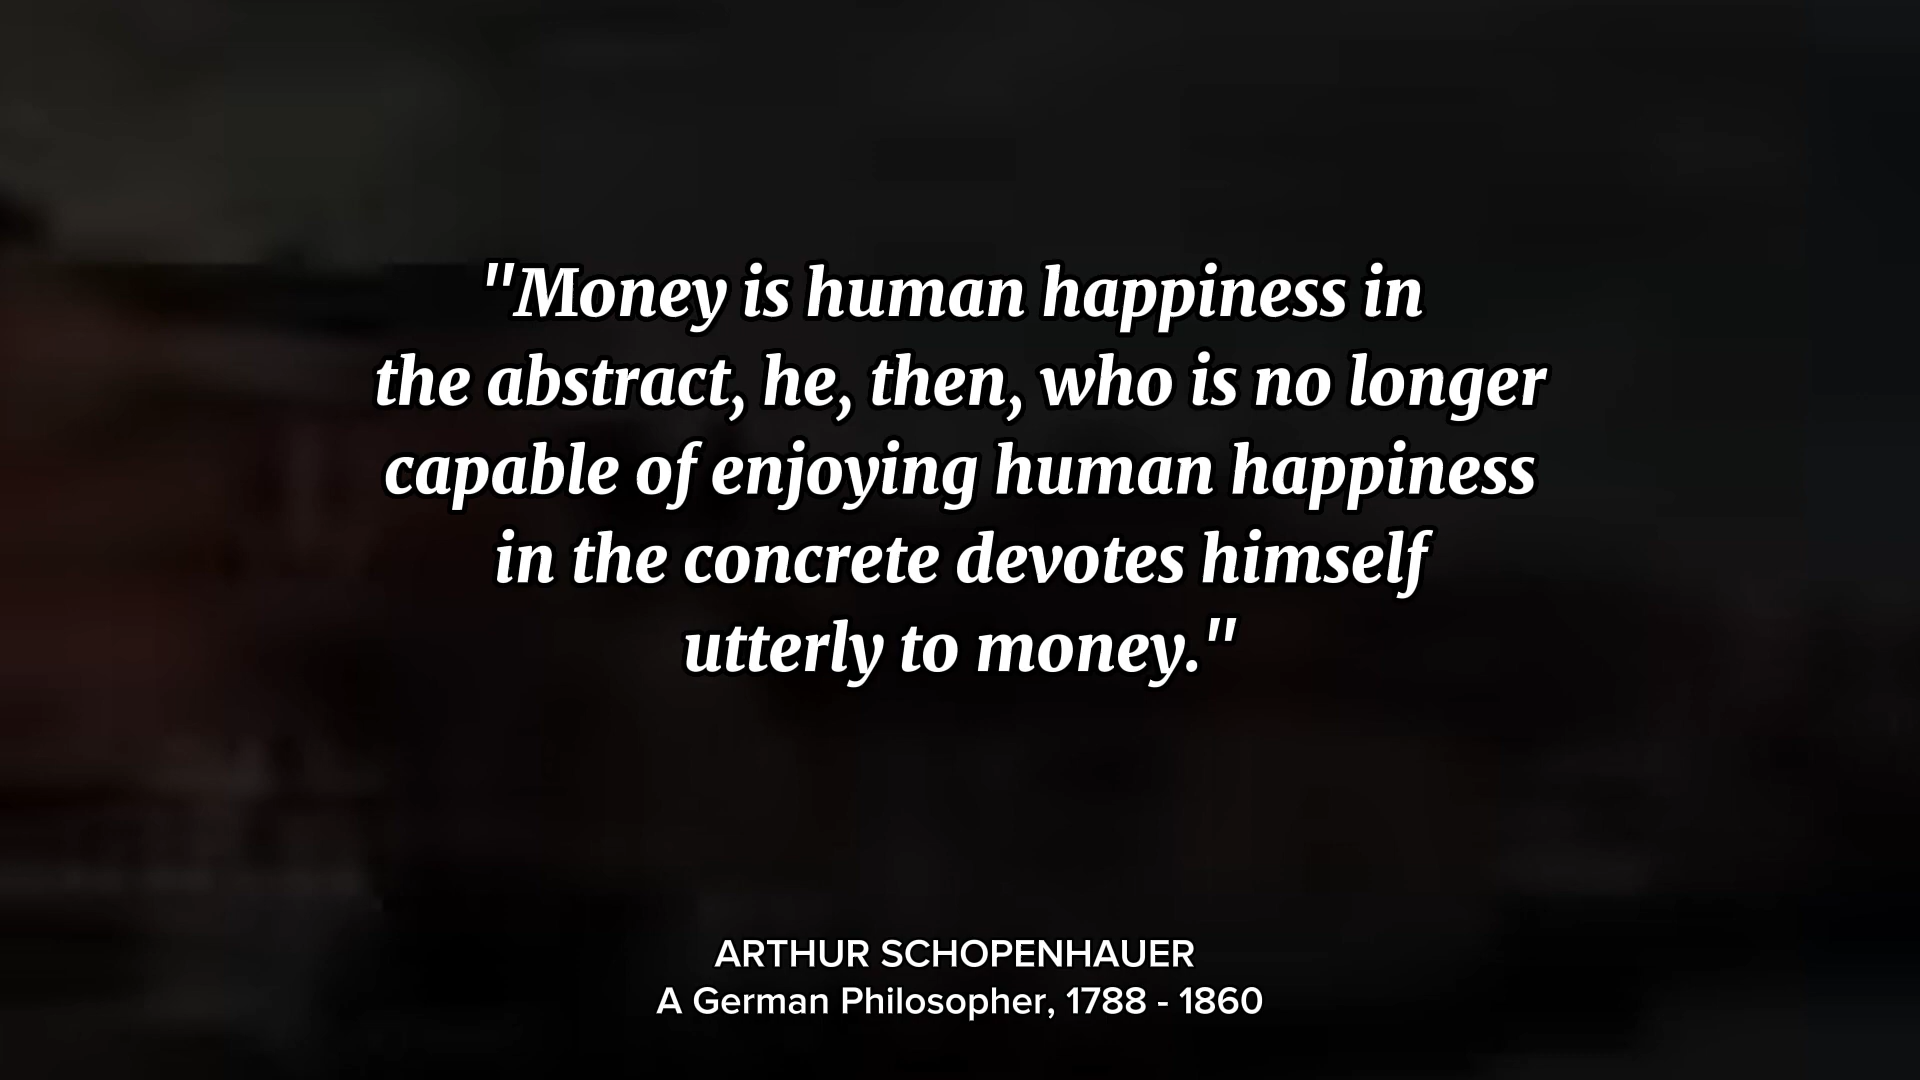 "Money is human happiness in
the abstract, he, then, who is no longer
capable of enjoying human happiness
in the concrete devotes himself
utterly to money."
ARTHUR SCHOPENHAUER
A German Philosopher, 1788 - 1860